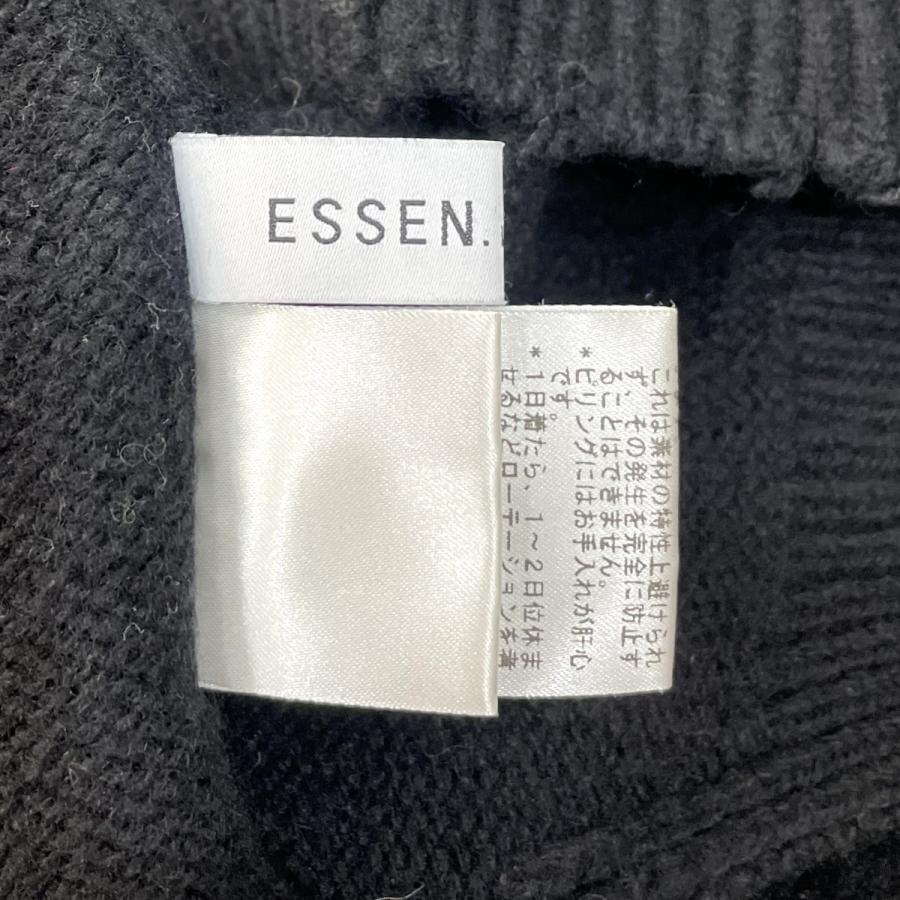 ESSEN.
これは素材の特性上避けられ
ず、その発生を完全に防止す
ることはできません。
＊ピリングにはお手入れが肝心
です。
＊1日着たら、1〜2日位休ま
せるなどローテーションを着